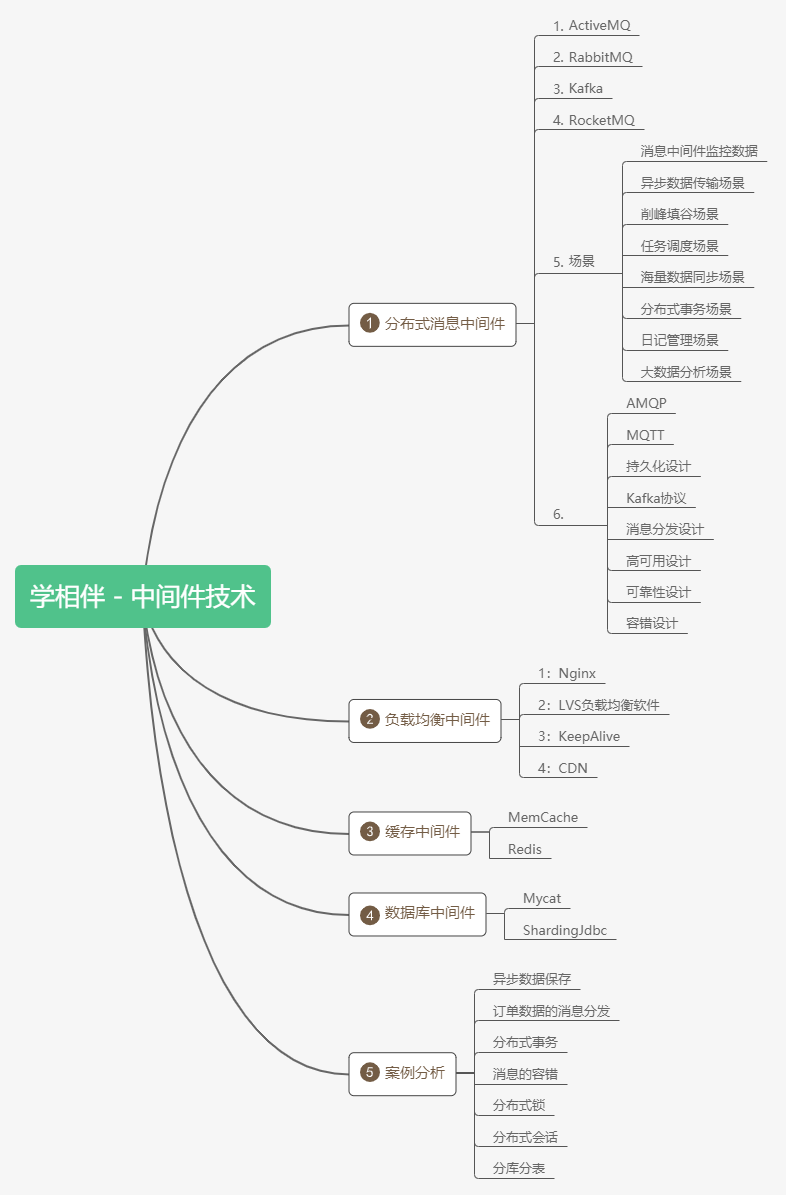 学相伴 - 中间件技术
1 分布式消息中间件
1. ActiveMQ
2. RabbitMQ
3. Kafka
4. RocketMQ
5. 场景
消息中间件监控数据
异步数据传输场景
削峰填谷场景
任务调度场景
海量数据同步场景
分布式事务场景
日记管理场景
大数据分析场景
6.
AMQP
MQTT
持久化设计
Kafka协议
消息分发设计
高可用设计
可靠性设计
容错设计
2 负载均衡中间件
1：Nginx
2：LVS负载均衡软件
3：KeepAlive
4：CDN
3 缓存中间件
MemCache
Redis
4 数据库中间件
Mycat
ShardingJdbc
5 案例分析
异步数据保存
订单数据的消息分发
分布式事务
消息的容错
分布式锁
分布式会话
分库分表